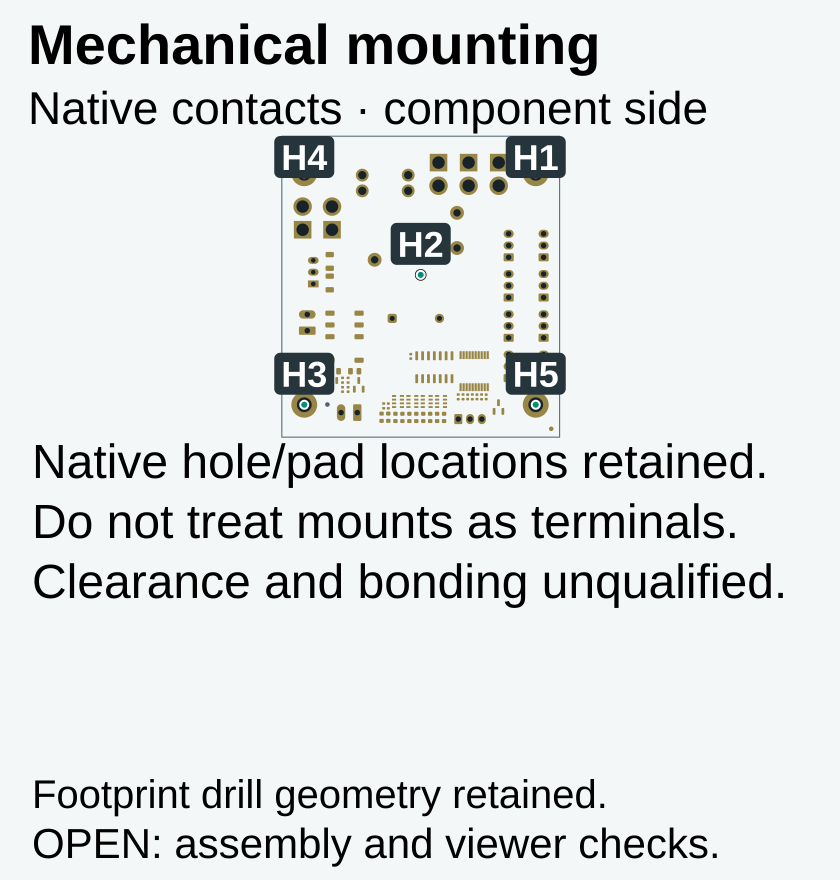 Mechanical mounting
Native contacts · component side
H4 H1
H2
H3 H5
Native hole/pad locations retained.
Do not treat mounts as terminals.
Clearance and bonding unqualified.
Footprint drill geometry retained.
OPEN: assembly and viewer checks.